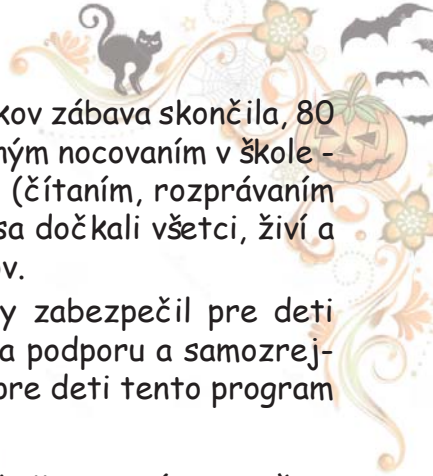 kov zábava skončila, 80
ným nocovaním v škole -
(čítaním, rozprávaním
sa dočkali všetci, živí a
ov.
y zabezpečil pre deti
a podporu a samozrej-
pre deti tento program